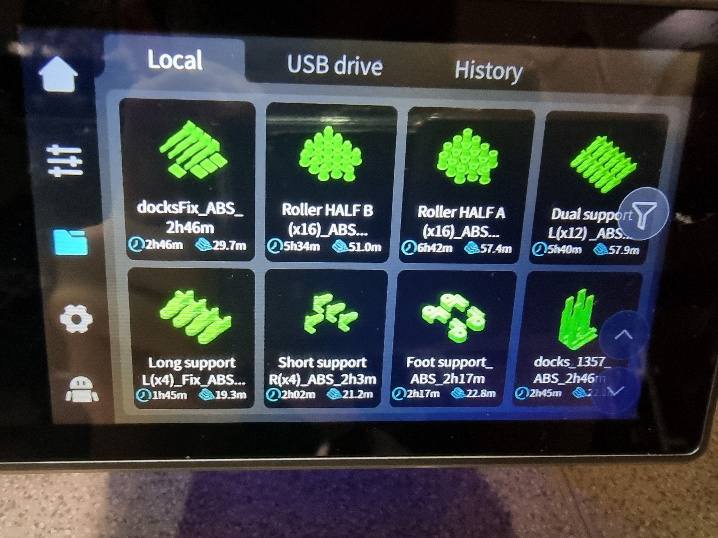 Local USB drive History
docksFix_ABS_
2h46m
2h46m 29.7m
Roller HALF B
(x16)_ABS...
5h34m 51.0m
Roller HALF A
(x16)_ABS...
6h42m 57.4m
Dual support
L(x12) _ABS...
5h40m 57.9m
Long support
L(x4)_Fix_ABS...
1h45m 19.3m
Short support
R(x4)_ABS_2h3m
2h02m 21.2m
Foot support_
ABS_2h17m
2h17m 22.8m
docks_1357_
ABS_2h46m
2h45m